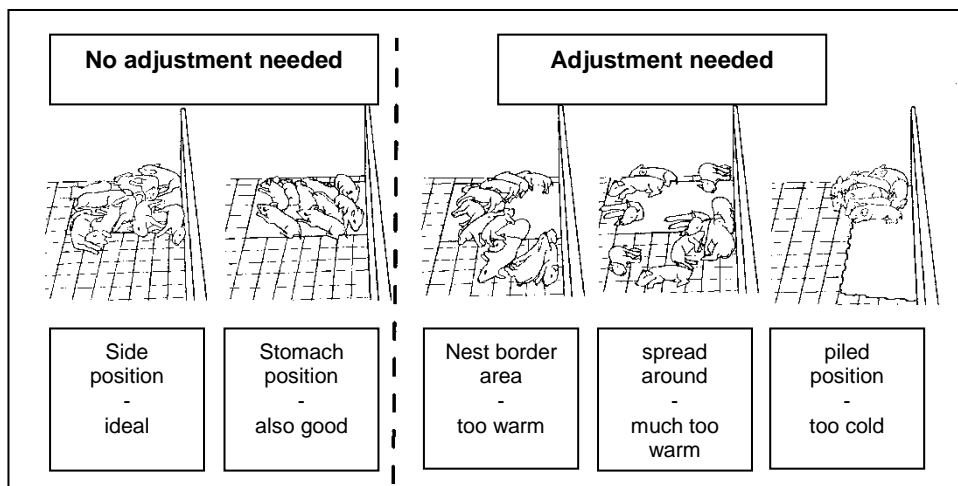 No adjustment needed
Adjustment needed
Side
position
-
ideal
Stomach
position
-
also good
Nest border
area
-
too warm
spread
around
-
much too
warm
piled
position
-
too cold